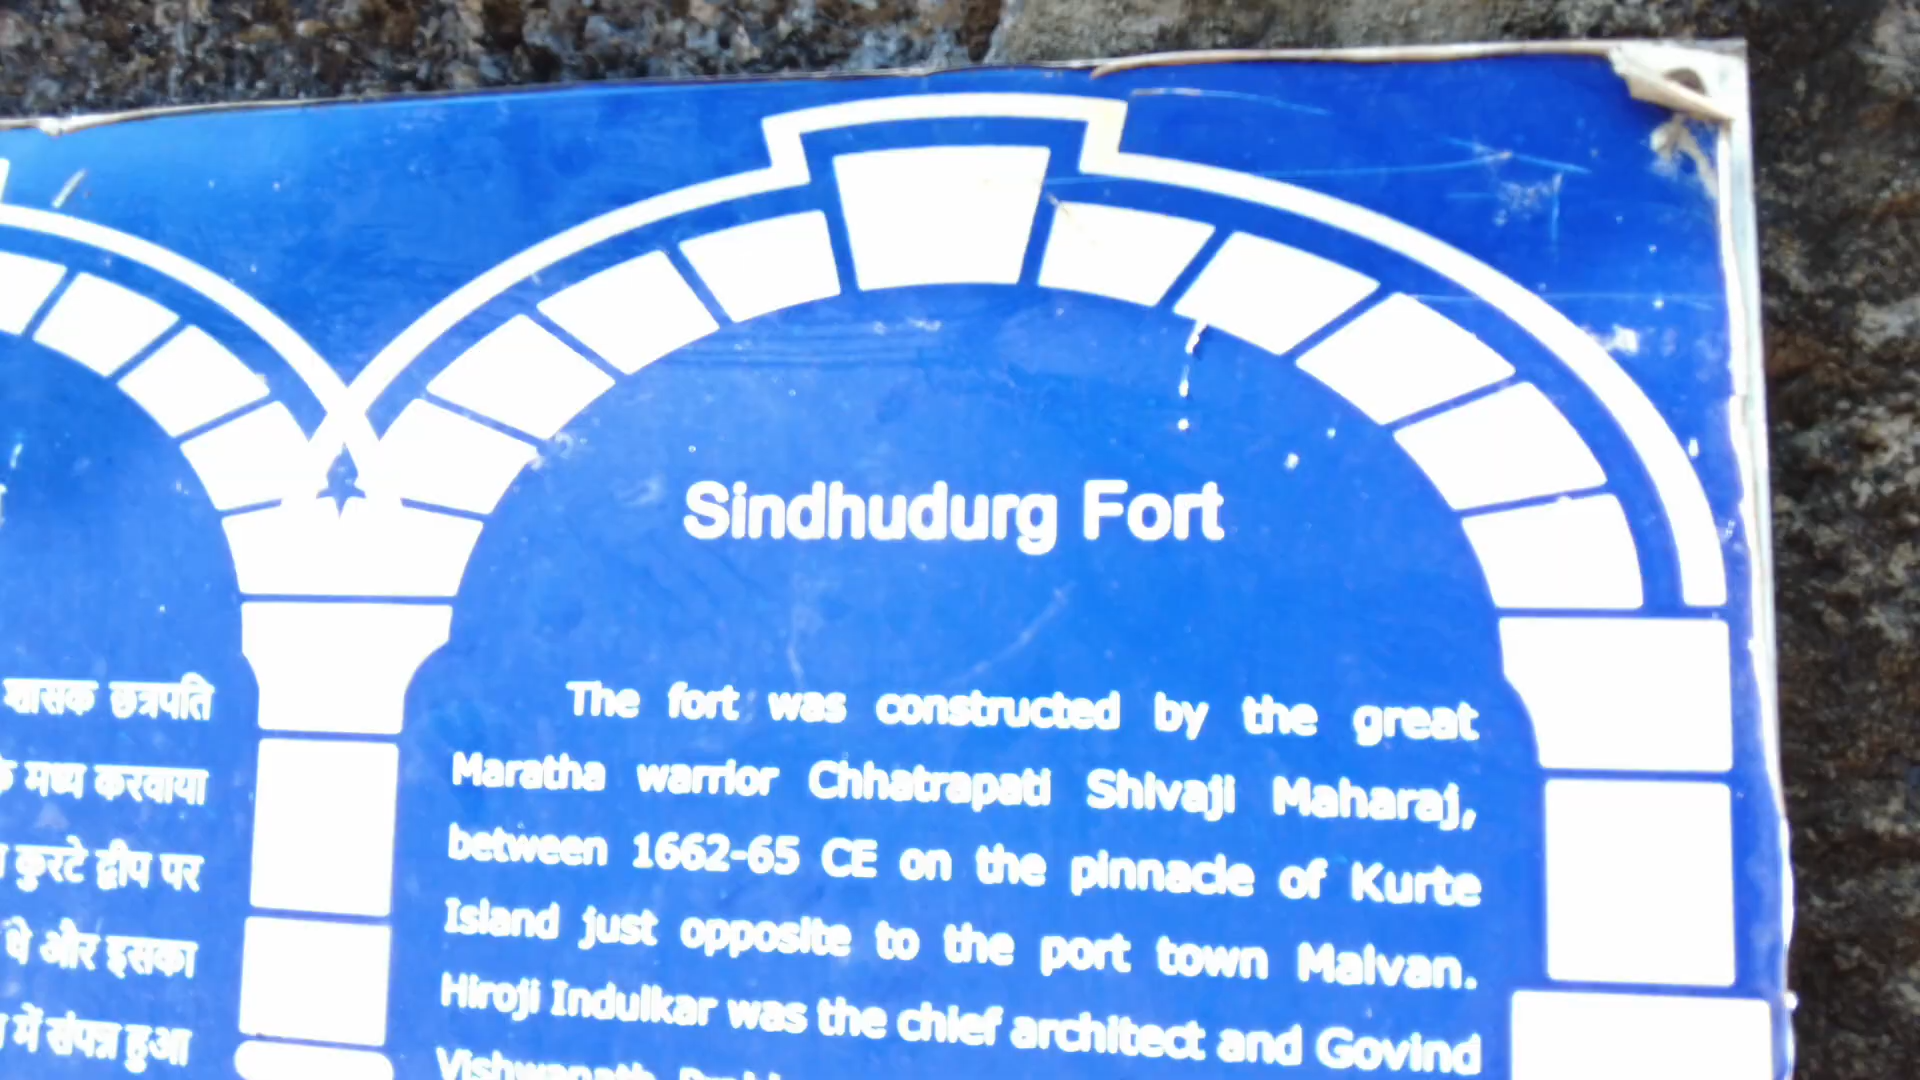 शासक छत्रपति
के मध्य करवाया
कुरटे द्वीप पर
थे और इसका
में संपन्न हुआ
Sindhudurg Fort
The fort was constructed by the great
Maratha warrior Chhatrapati Shivaji Maharaj,
between 1662-65 CE on the pinnacle of Kurte
Island just opposite to the port town Malvan.
Hiroji Indulkar was the chief architect and Govind
Vishwanath